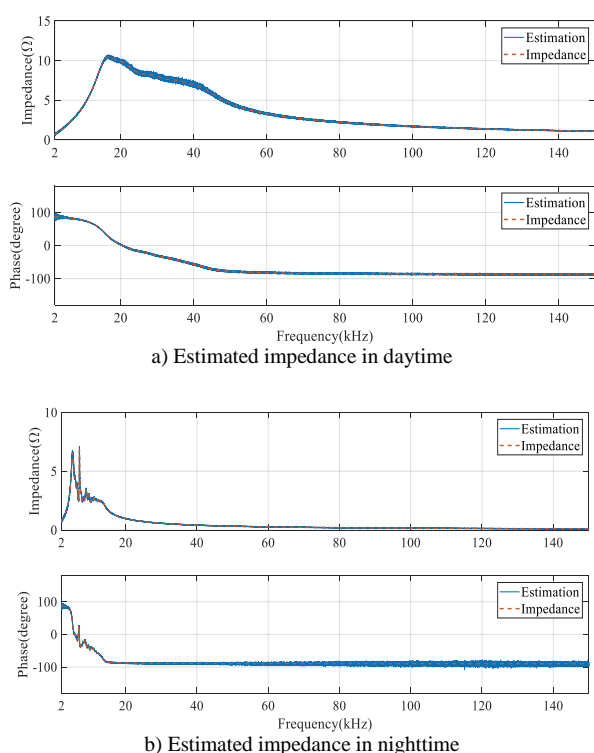 15
10
5
0
Impedance(Ω)
Estimation
Impedance
2 20 40 60 80 100 120 140
100
0
-100
Phase(degree)
Estimation
Impedance
2 20 40 60 80 100 120 140
Frequency(kHz)
a) Estimated impedance in daytime
10
5
0
Impedance(Ω)
Estimation
Impedance
2 20 40 60 80 100 120 140
100
0
-100
Phase(degree)
Estimation
Impedance
2 20 40 60 80 100 120 140
Frequency(kHz)
b) Estimated impedance in nighttime